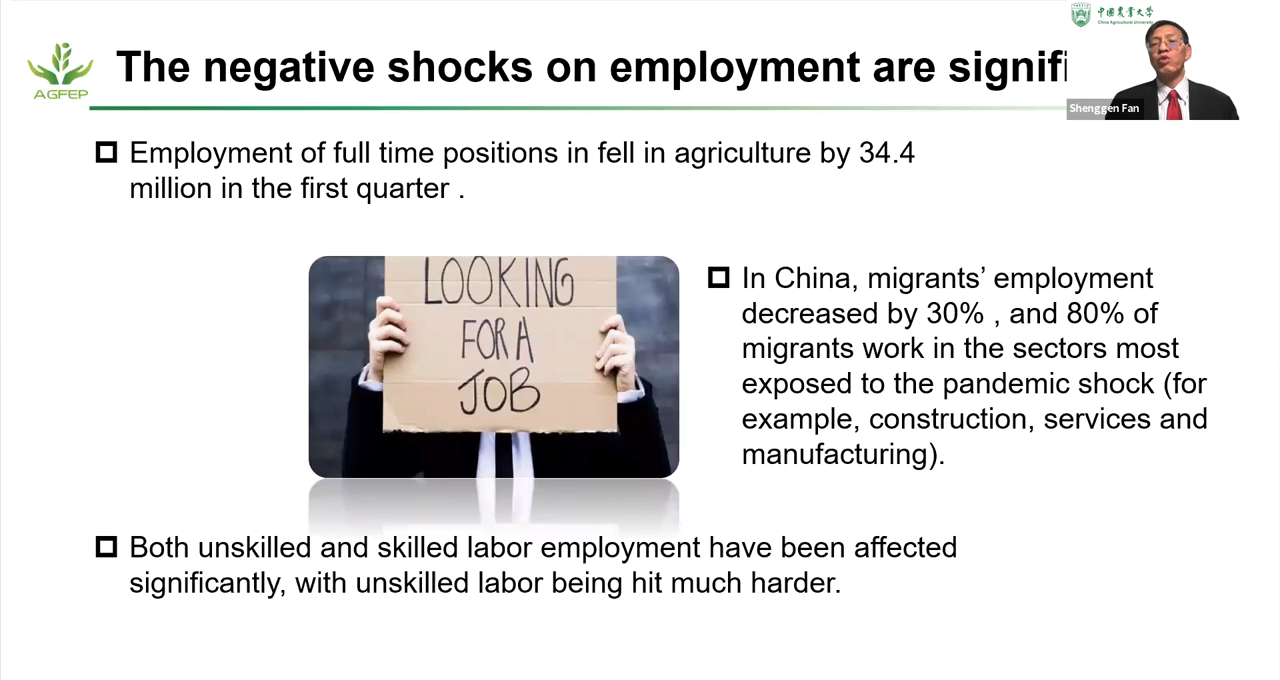 中国农业大学
China Agricultural University
AGFEP
The negative shocks on employment are signifi
Shenggen Fan
Employment of full time positions in fell in agriculture by 34.4
million in the first quarter .
LOOKING
FOR A
JOB
In China, migrants’ employment
decreased by 30% , and 80% of
migrants work in the sectors most
exposed to the pandemic shock (for
example, construction, services and
manufacturing).
Both unskilled and skilled labor employment have been affected
significantly, with unskilled labor being hit much harder.